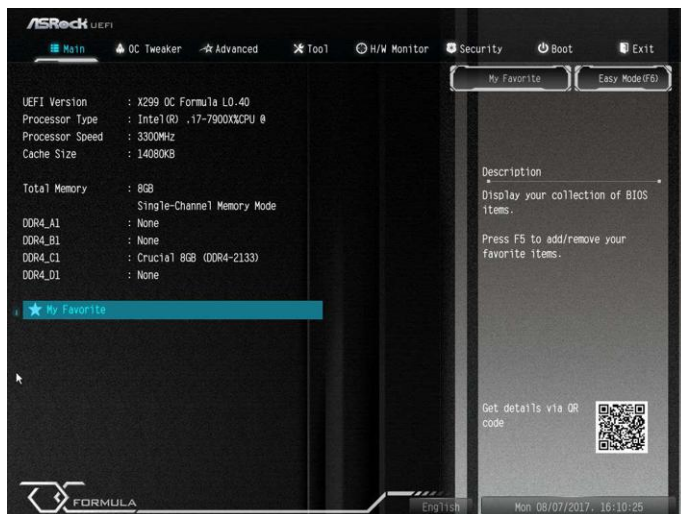 ASRock UEFI
Main OC Tweaker Advanced Tool H/W Monitor Security Boot Exit
My Favorite Easy Mode(F6)
UEFI Version : X299 OC Formula L0.40
Processor Type : Intel(R) .i7-7900X%CPU @
Processor Speed : 3300MHz
Cache Size : 14080KB
Total Memory : 8GB
Single-Channel Memory Mode
DDR4_A1 : None
DDR4_B1 : None
DDR4_C1 : Crucial 8GB (DDR4-2133)
DDR4_D1 : None
My Favorite
Description
Display your collection of BIOS
items.
Press F5 to add/remove your
favorite items.
Get details via QR
code
OC FORMULA
English
Mon 08/07/2017. 16:10:25